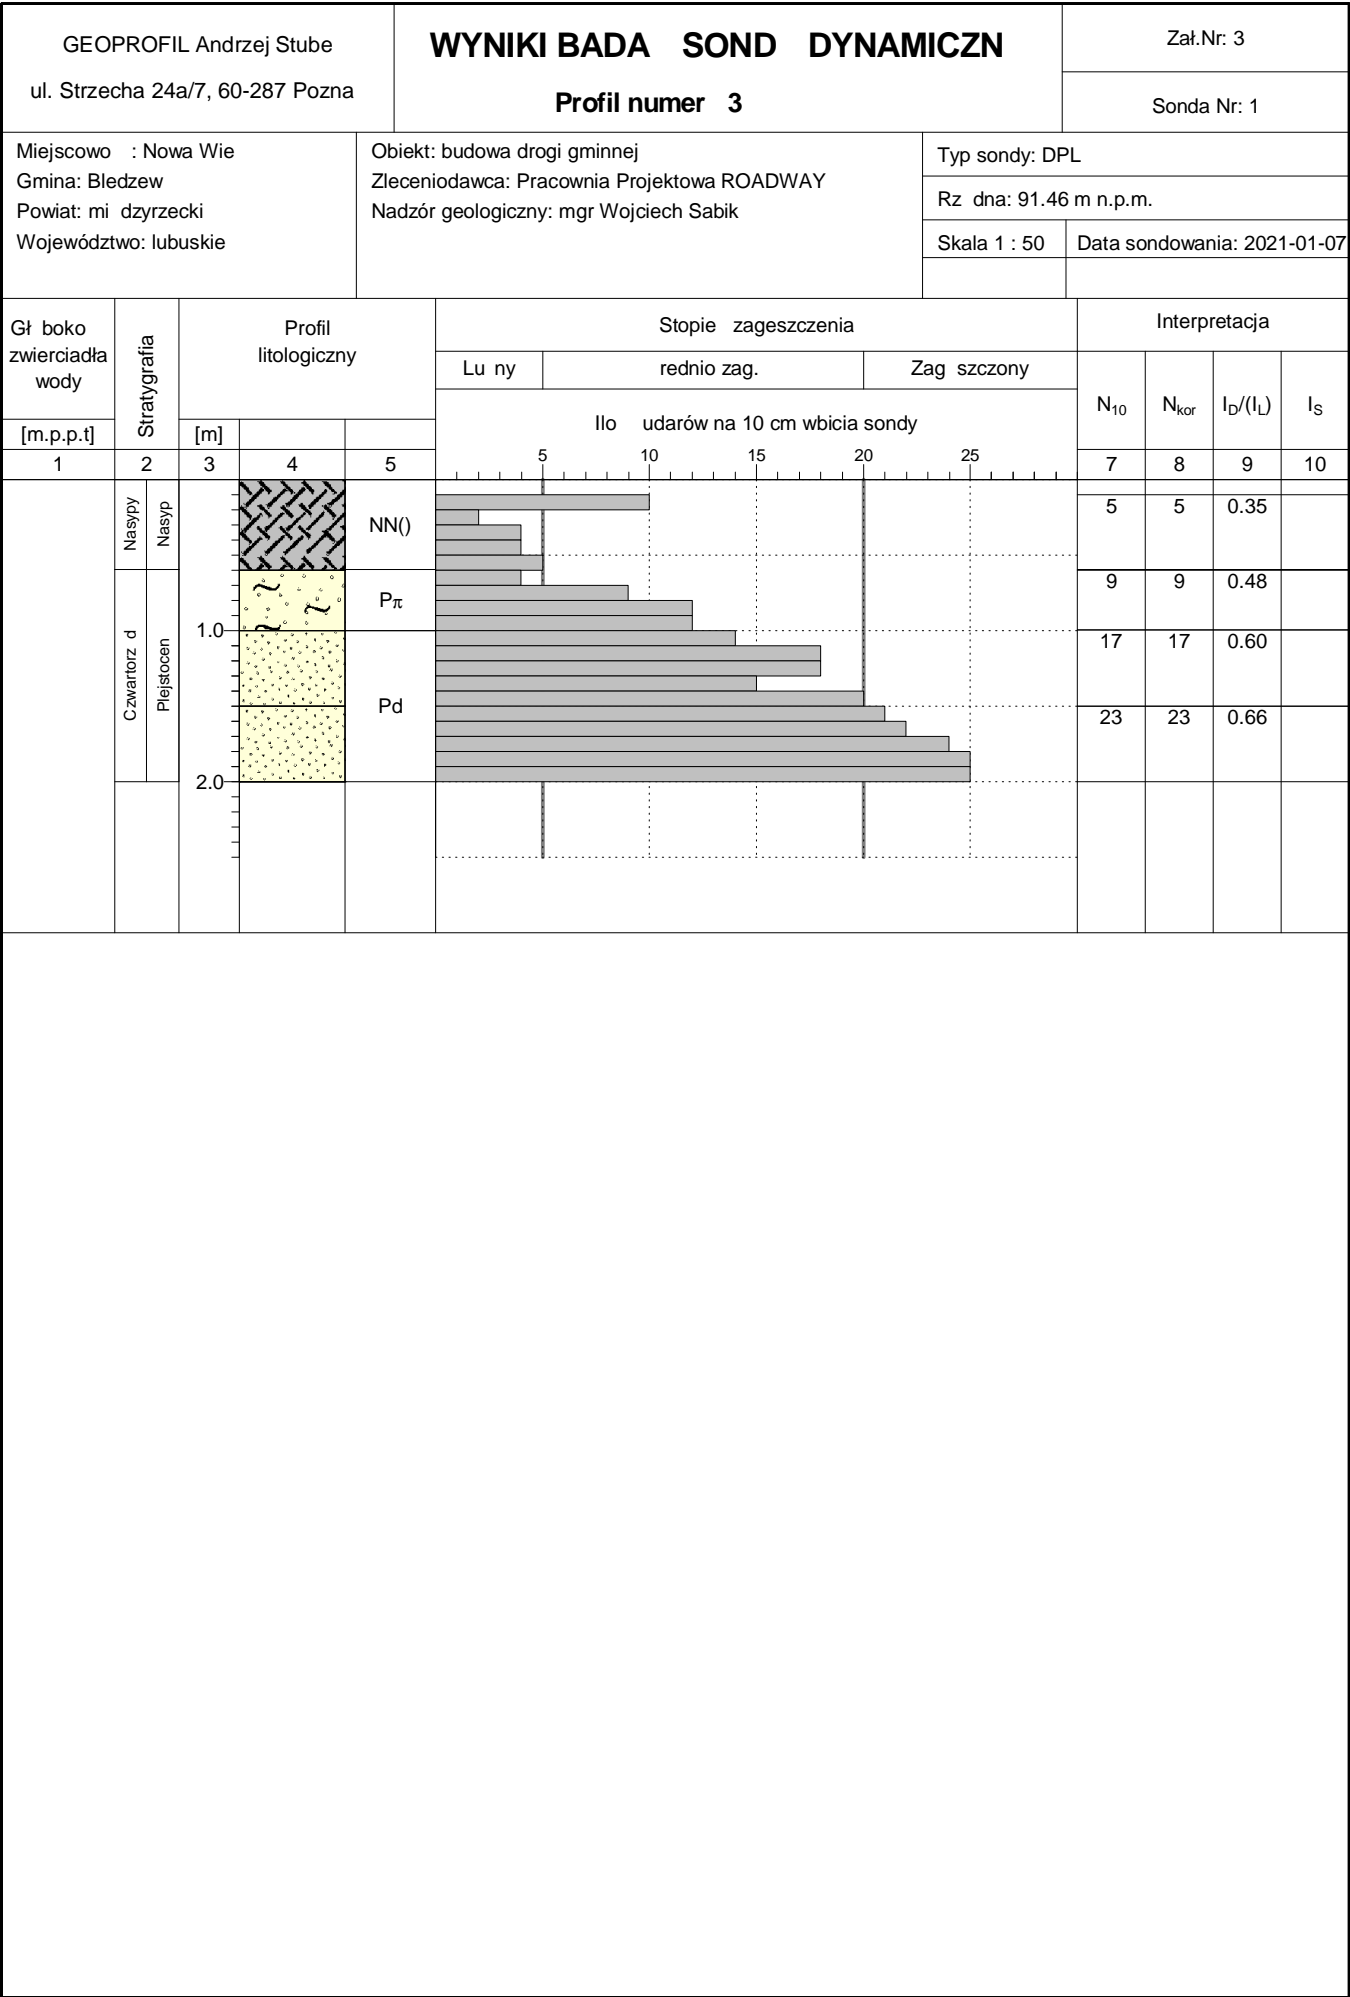 GEOPROFIL Andrzej Stube
ul. Strzecha 24a/7, 60-287 Pozna
WYNIKI BADA SOND DYNAMICZN
Profil numer 3
Zał.Nr: 3
Sonda Nr: 1
Miejscowo : Nowa Wie
Gmina: Bledzew
Powiat: mi dzyrzecki
Województwo: lubuskie
Obiekt: budowa drogi gminnej
Zleceniodawca: Pracownia Projektowa ROADWAY
Nadzór geologiczny: mgr Wojciech Sabik
Typ sondy: DPL
Rz dna: 91.46 m n.p.m.
Skala 1 : 50
Data sondowania: 2021-01-07
Gł boko
zwierciadła
wody
[m.p.p.t]
Stratygrafia
Profil
litologiczny
[m]
Stopie zageszczenia
Lu ny
rednio zag.
Zag szczony
Ilo udarów na 10 cm wbicia sondy
Interpretacja
N10
Nkor
ID/(IL)
IS
1
2
3
4
5
5
10
15
20
25
7
8
9
10
Nasypy
Nasyp
NN()
5
5
0.35
Czwartorz d
Plejstocen
Pπ
9
9
0.48
1.0
17
17
0.60
Pd
23
23
0.66
2.0